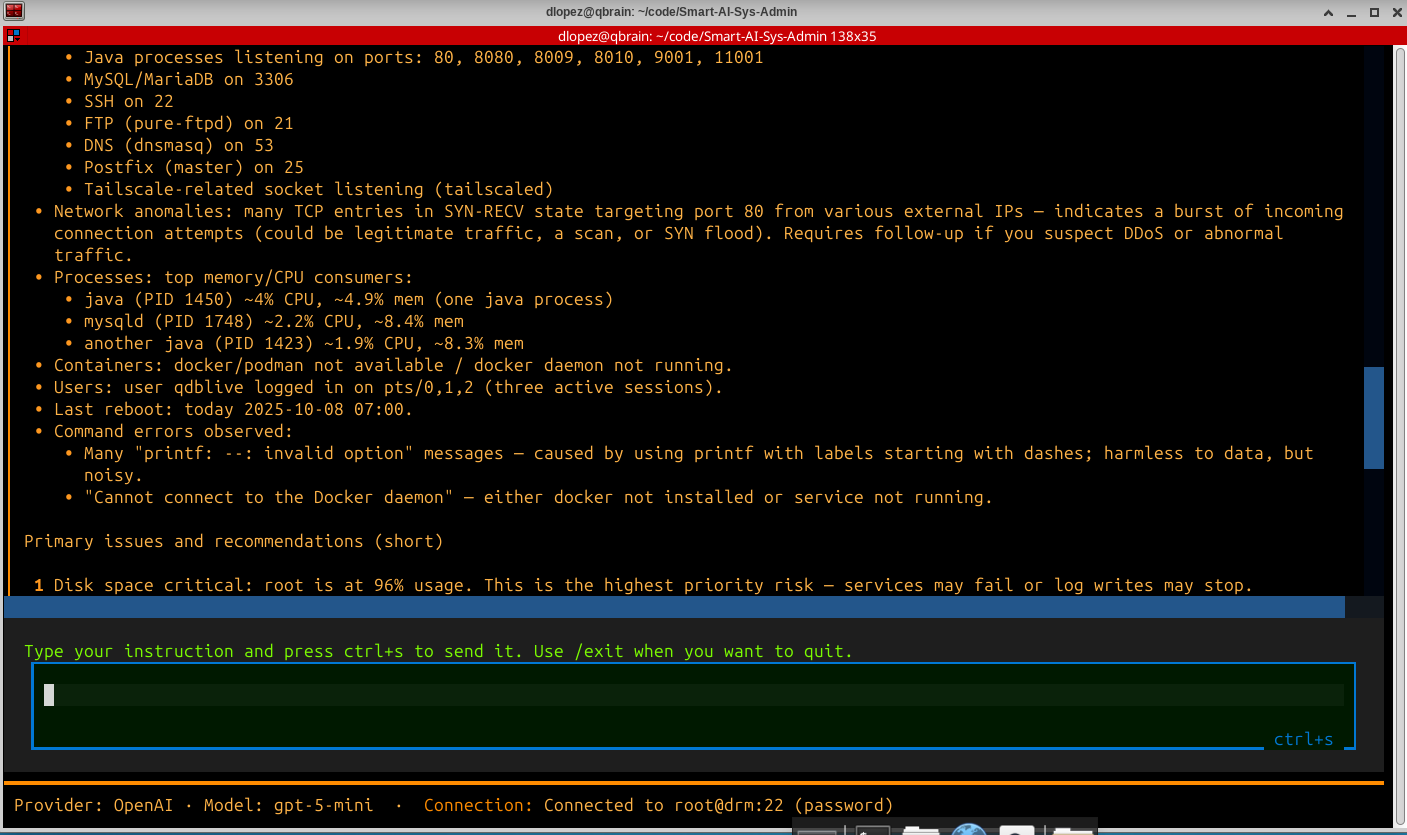 dlopez@qbrain: ~/code/Smart-AI-Sys-Admin
dlopez@qbrain: ~/code/Smart-AI-Sys-Admin 138x35
• Java processes listening on ports: 80, 8080, 8009, 8010, 9001, 11001
• MySQL/MariaDB on 3306
• SSH on 22
• FTP (pure-ftpd) on 21
• DNS (dnsmasq) on 53
• Postfix (master) on 25
• Tailscale-related socket listening (tailscaled)
• Network anomalies: many TCP entries in SYN-RECV state targeting port 80 from various external IPs — indicates a burst of incoming
connection attempts (could be legitimate traffic, a scan, or SYN flood). Requires follow-up if you suspect DDoS or abnormal
traffic.
• Processes: top memory/CPU consumers:
• java (PID 1450) ~4% CPU, ~4.9% mem (one java process)
• mysqld (PID 1748) ~2.2% CPU, ~8.4% mem
• another java (PID 1423) ~1.9% CPU, ~8.3% mem
• Containers: docker/podman not available / docker daemon not running.
• Users: user qdblive logged in on pts/0,1,2 (three active sessions).
• Last reboot: today 2025-10-08 07:00.
• Command errors observed:
• Many "printf: --: invalid option" messages — caused by using printf with labels starting with dashes; harmless to data, but
noisy.
• "Cannot connect to the Docker daemon" — either docker not installed or service not running.
Primary issues and recommendations (short)
1 Disk space critical: root is at 96% usage. This is the highest priority risk — services may fail or log writes may stop.
Type your instruction and press ctrl+s to send it. Use /exit when you want to quit.
ctrl+s
Provider: OpenAI · Model: gpt-5-mini · Connection: Connected to root@drm:22 (password)